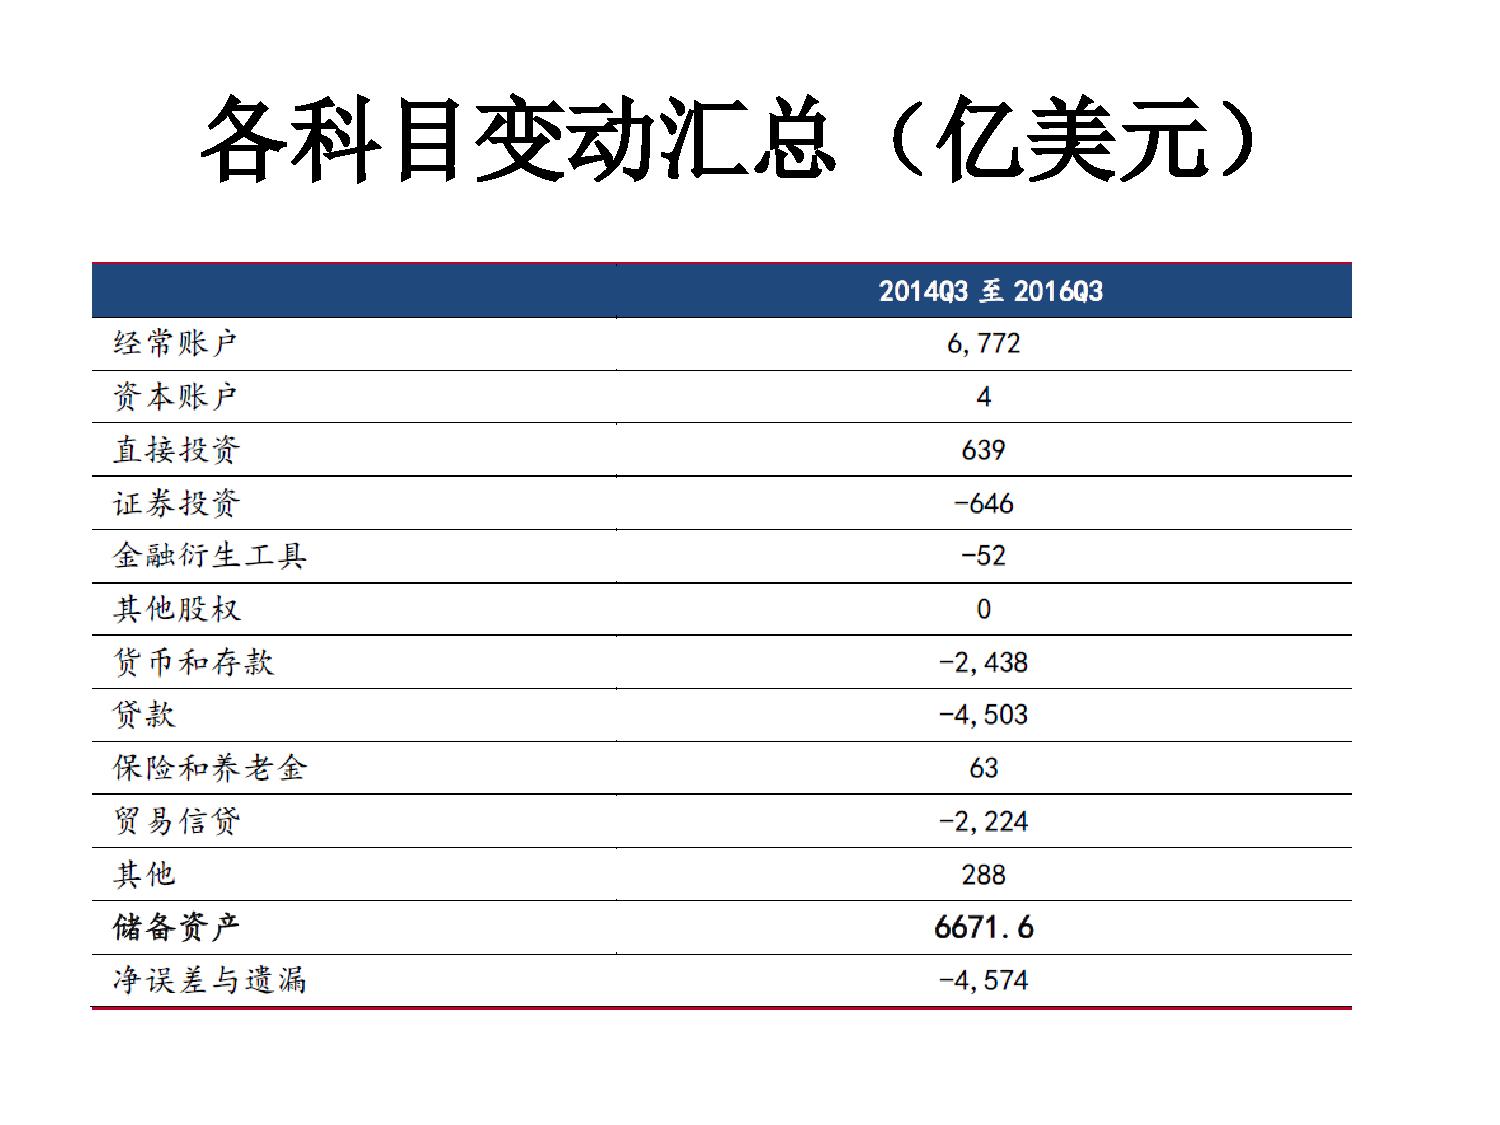 各科目变动汇总（亿美元）
2014Q3 至 2016Q3
经常账户 6,772
资本账户 4
直接投资 639
证券投资 -646
金融衍生工具 -52
其他股权 0
货币和存款 -2,438
贷款 -4,503
保险和养老金 63
贸易信贷 -2,224
其他 288
储备资产 6671.6
净误差与遗漏 -4,574